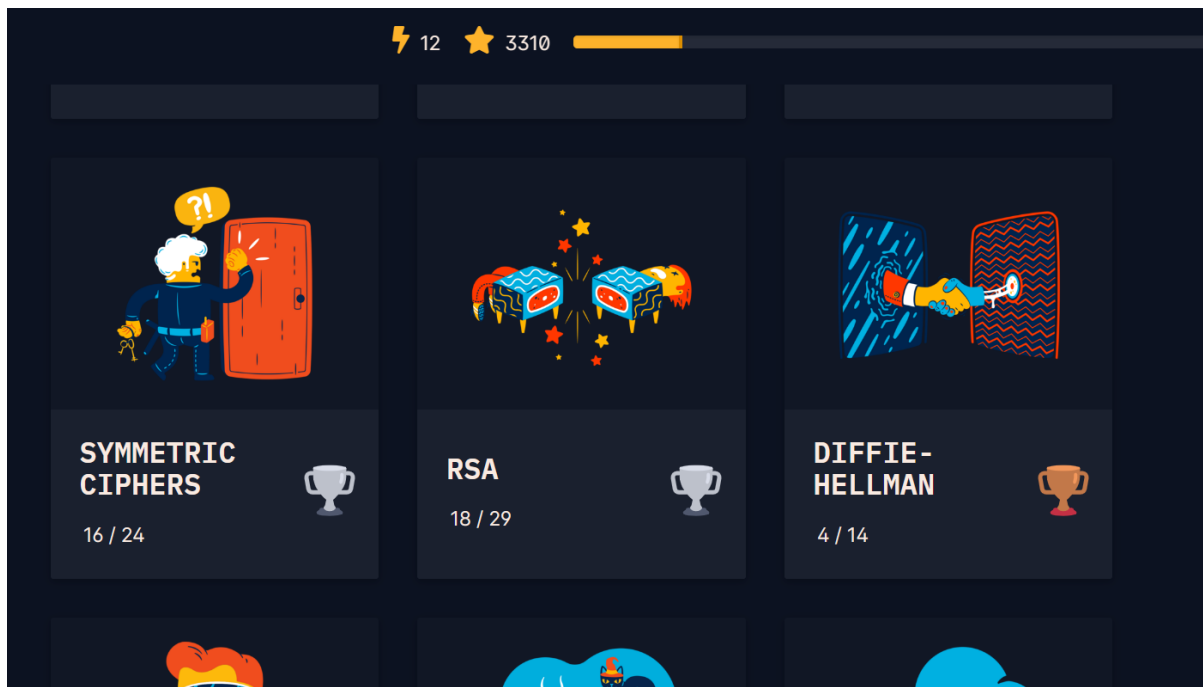 12 3310
?!
SYMMETRIC
CIPHERS
16 / 24
RSA
18 / 29
DIFFIE-
HELLMAN
4 / 14